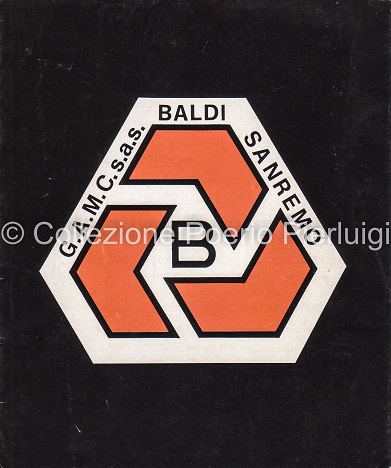 G.A.M.C.s.a.s. BALDI SANREMO
B
© Collezione Poerio Pierluigi